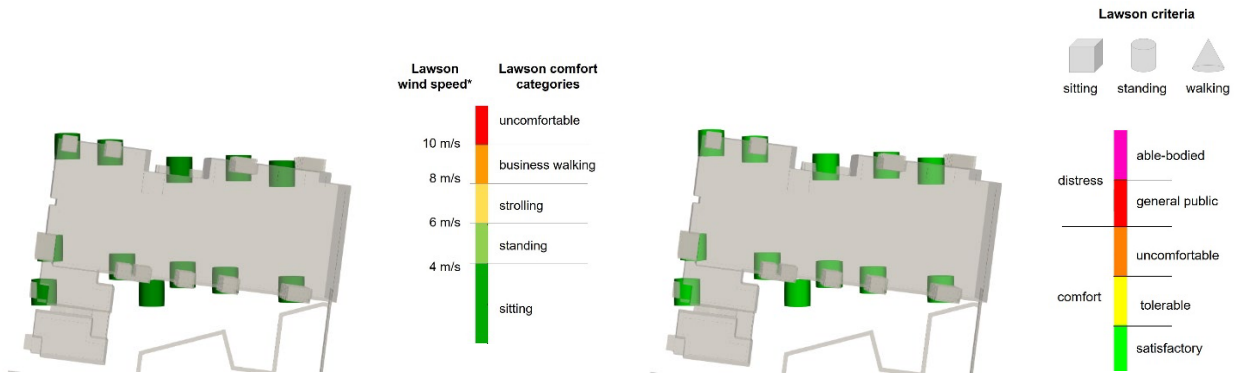 Lawson
wind speed*
Lawson comfort
categories
uncomfortable
10 m/s
business walking
8 m/s
strolling
6 m/s
standing
4 m/s
sitting
Lawson criteria
sitting standing walking
able-bodied
distress
general public
uncomfortable
comfort
tolerable
satisfactory